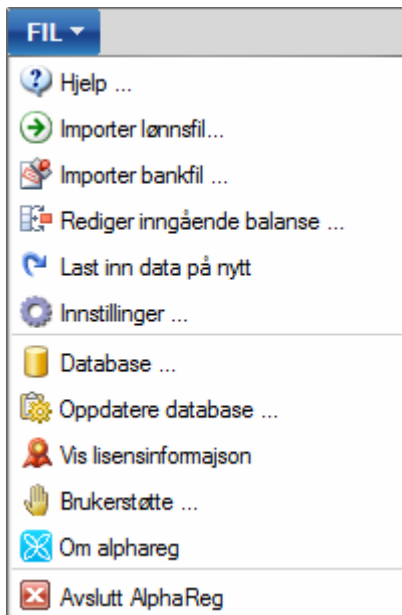 FIL
Hjelp ...
Importer lønnsfil...
Importer bankfil ...
Rediger inngående balanse ...
Last inn data på nytt
Innstillinger ...
Database ...
Oppdatere database ...
Vis lisensinformajson
Brukerstøtte ...
Om alphareg
Avslutt AlphaReg